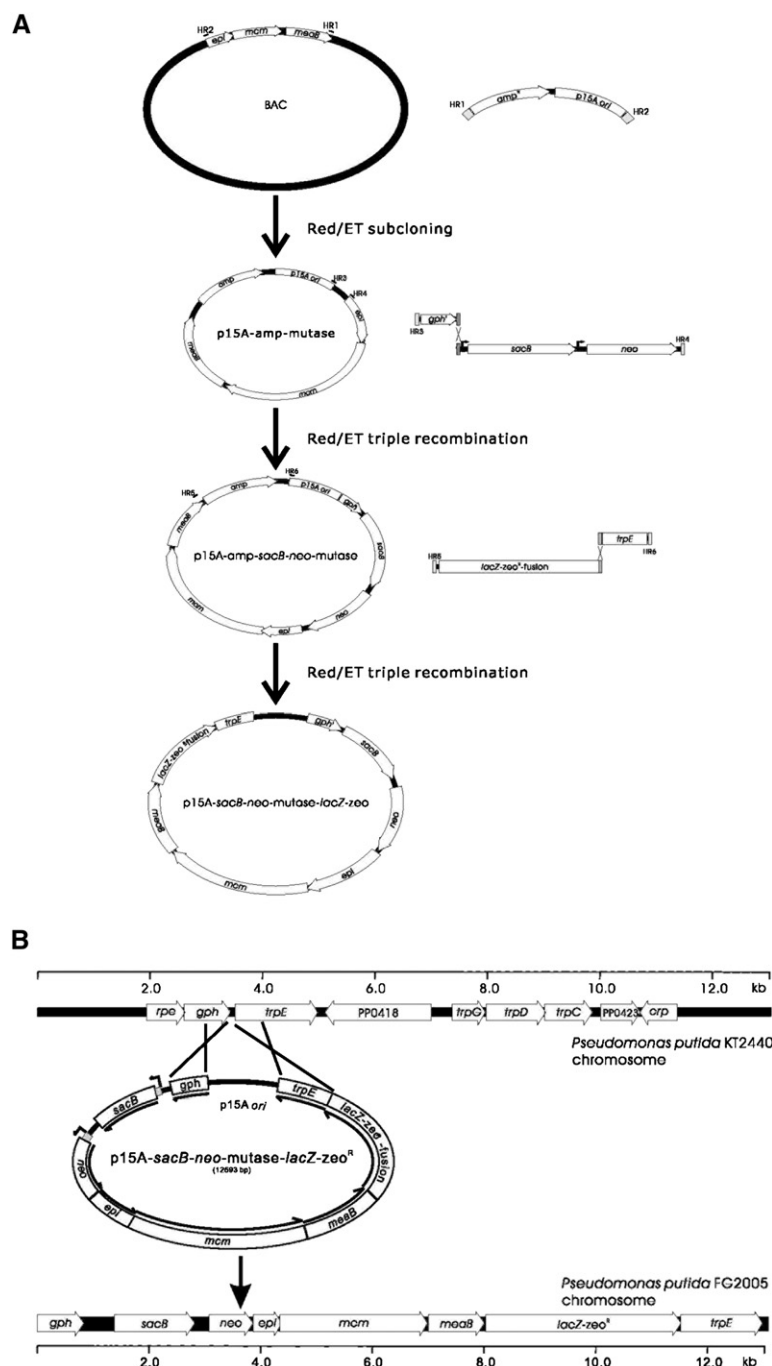 A
HR2
epi
mcm
meaB
HR1
BAC
HR1
amp^R
p15A ori
HR2
Red/ET subcloning
amp
p15A ori
HR3
HR4
epi
p15A-amp-mutase
meaB
mcm
gph'
HR3
sacB
neo
HR4
Red/ET triple recombination
HR5
HR6
amp
p15A ori
gph
meaB
sacB
p15A-amp-sacB-neo-mutase
mcm
neo
epi
trpE
HR5
lacZ-zeo^R-fusion
HR6
Red/ET triple recombination
lacZ-zeo^R fusion
trpE
gph'
sacB
p15A-sacB-neo-mutase-lacZ-zeo
meaB
neo
mcm
epi
B
2.0 4.0 6.0 8.0 10.0 12.0 kb
rpe gph trpE PP0418 trpG trpD trpC PP0423 crp
Pseudomonas putida KT2440
chromosome
gph
trpE
sacB
p15A ori
lacZ-zeo^R-fusion
p15A-sacB-neo-mutase-lacZ-zeo^R
(12693 bp)
neo
epi
mcm
meaB
Pseudomonas putida FG2005
chromosome
gph sacB neo epi mcm meaB lacZ-zeo^R trpE
2.0 4.0 6.0 8.0 10.0 12.0 kb